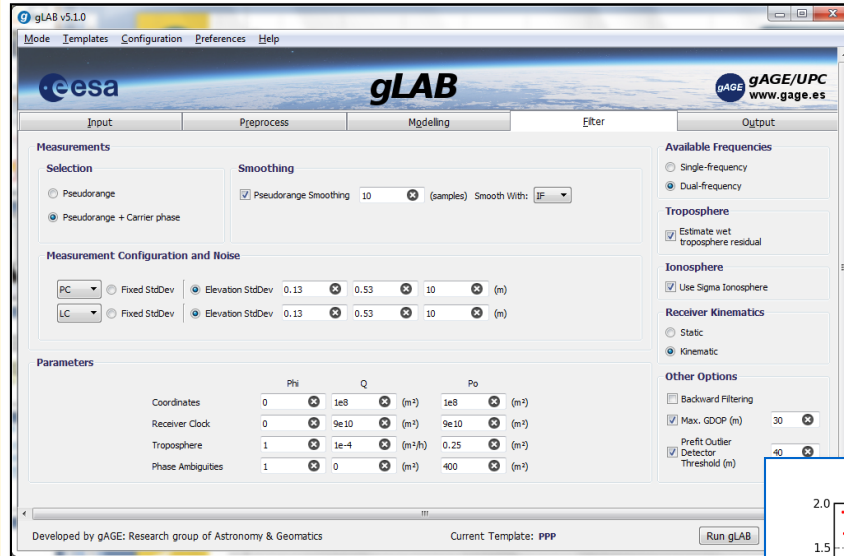 gLAB v5.1.0
Mode Templates Configuration Preferences Help
esa
gLAB
gAGE
gAGE/UPC
www.gage.es
Input Preprocess Modeling Filter Output
Measurements
Selection
Pseudorange
Pseudorange + Carrier phase
Smoothing
Pseudorange Smoothing 10 (samples) Smooth With: IF
Measurement Configuration and Noise
PC Fixed StdDev Elevation StdDev 0.13 0.53 10 (m)
LC Fixed StdDev Elevation StdDev 0.13 0.53 10 (m)
Parameters
Phi Q Po
Coordinates 0 1e8 (m²) 1e8 (m²)
Receiver Clock 0 9e10 (m²) 9e10 (m²)
Troposphere 1 1e-4 (m²/h) 0.25 (m²)
Phase Ambiguities 1 0 (m²) 400 (m²)
Available Frequencies
Single-frequency
Dual-frequency
Troposphere
Estimate wet
troposphere residual
Ionosphere
Use Sigma Ionosphere
Receiver Kinematics
Static
Kinematic
Other Options
Backward Filtering
Max. GDOP (m) 30
Prefit Outlier
Detector 40
Threshold (m)
Developed by gAGE: Research group of Astronomy & Geomatics
Current Template: PPP
Run gLAB
2.0
1.5